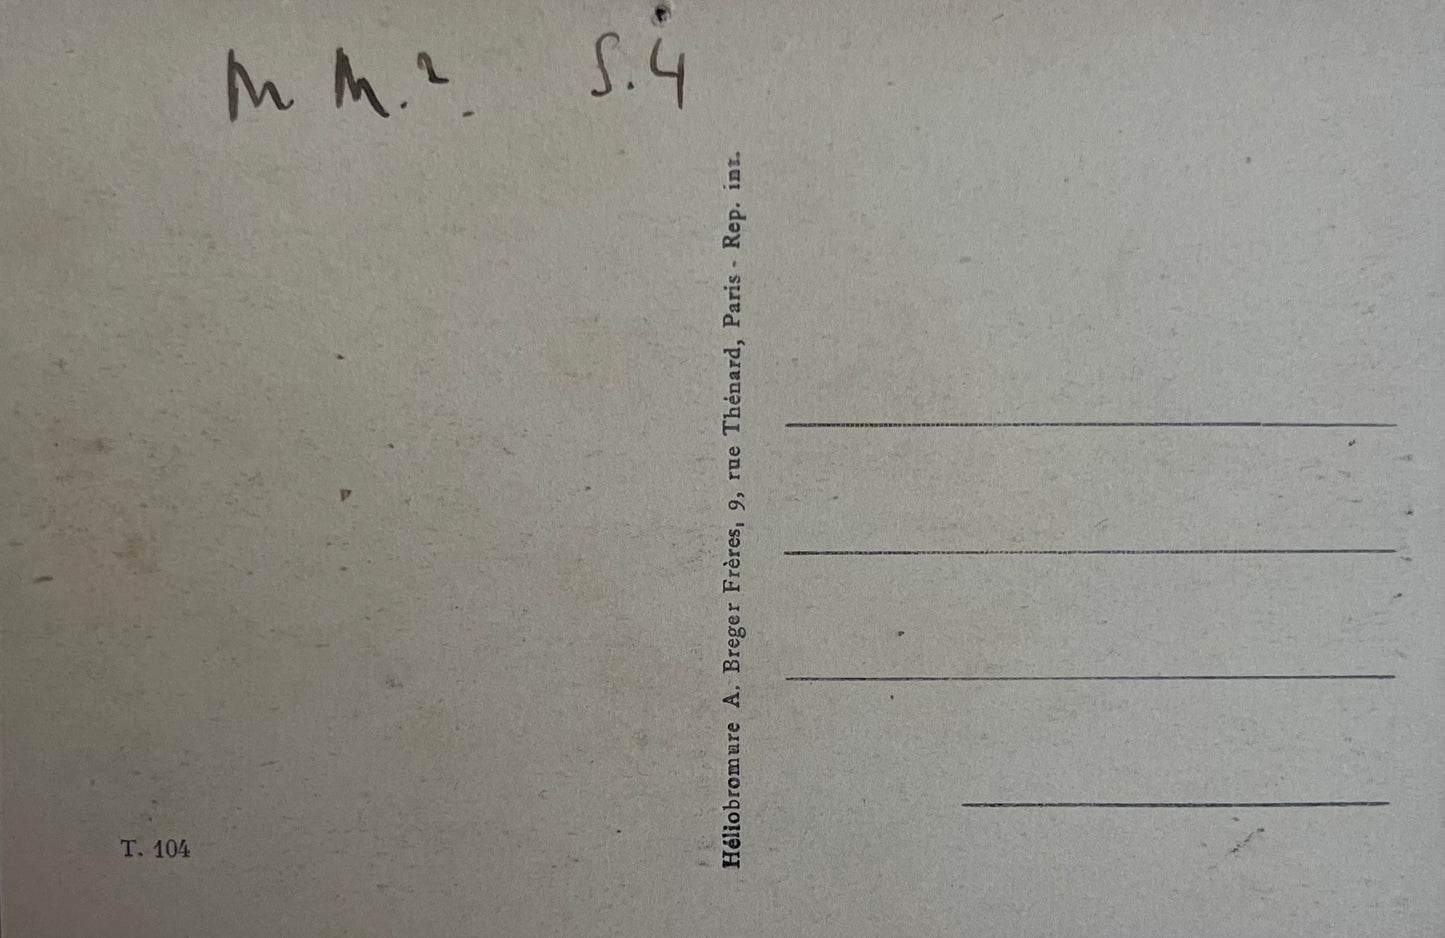 M M.². S.4
Héliobromure A. Breger Frères, 9, rue Thénard, Paris - Rep. int.
T. 104